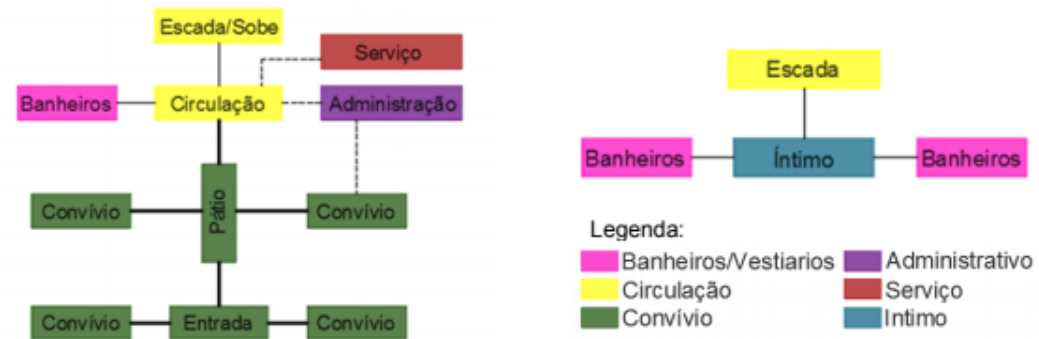 Escada/Sobe
Serviço
Banheiros
Circulação
Administração
Convívio
Pátio
Convívio
Convívio
Entrada
Convívio
Escada
Banheiros
Íntimo
Banheiros
Legenda:
Banheiros/Vestiarios
Administrativo
Circulação
Serviço
Convívio
Intimo